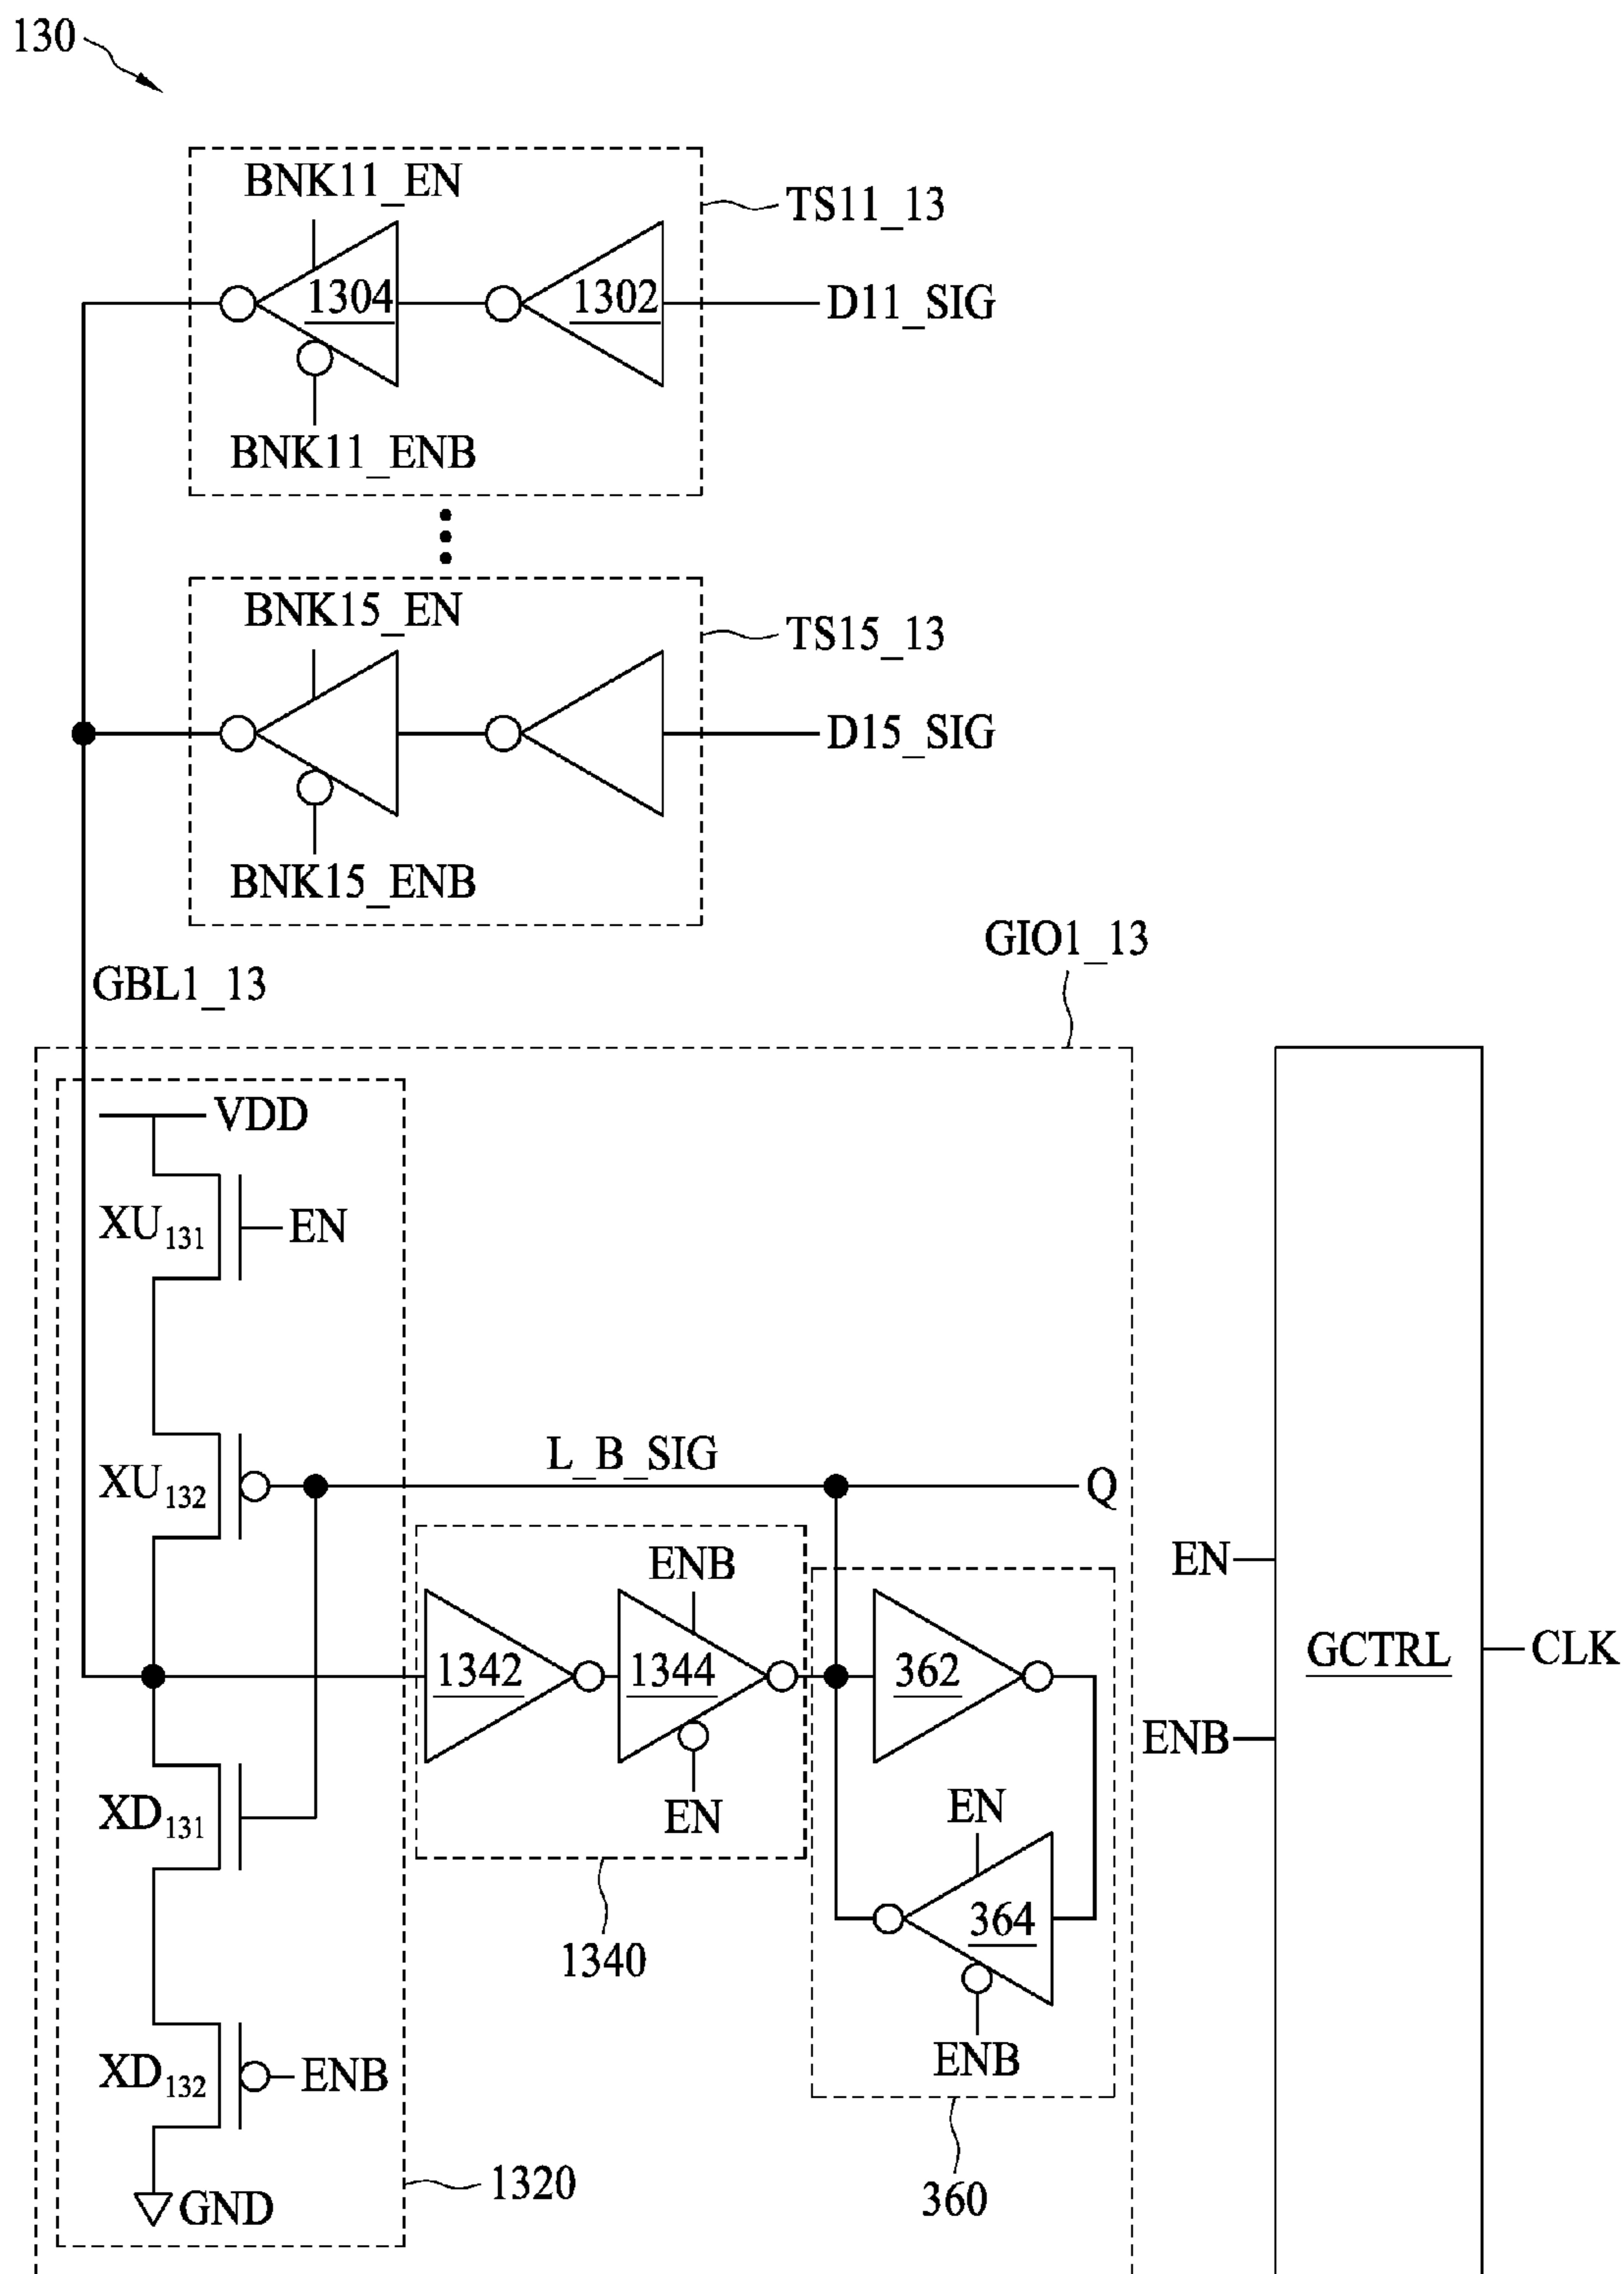 130
BNK11_EN
TS11_13
1304
1302
D11_SIG
BNK11_ENB
BNK15_EN
TS15_13
D15_SIG
BNK15_ENB
GIO1_13
GBL1_13
VDD
XU131
EN
L_B_SIG
XU132
Q
ENB
EN
1342
1344
362
GCTRL
CLK
ENB
EN
EN
XD131
364
1340
ENB
XD132
ENB
1320
360
GND